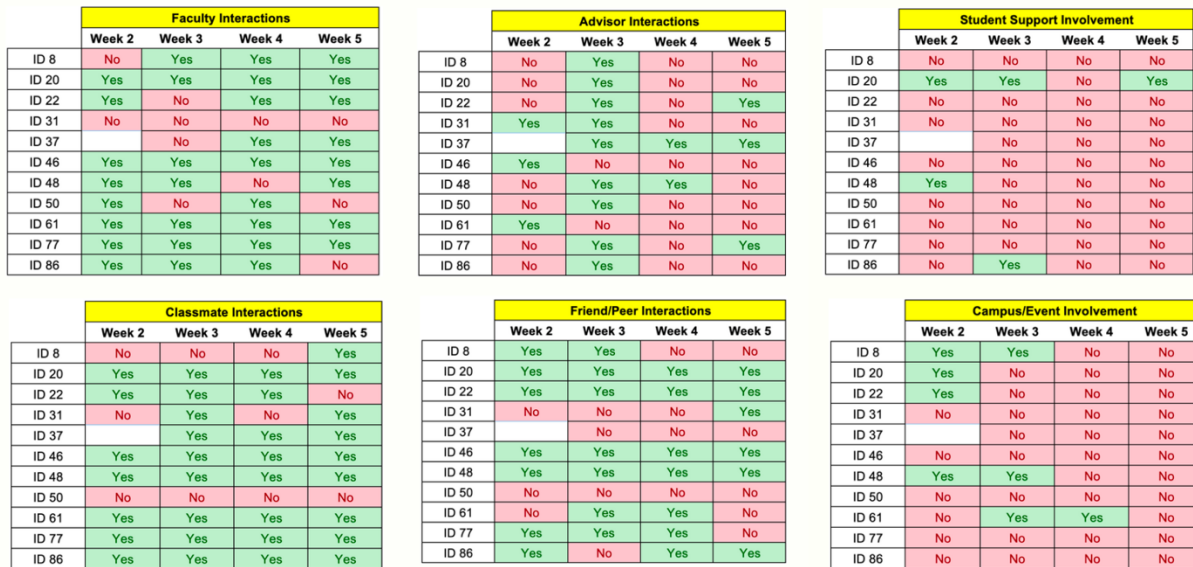 Faculty Interactions
Week 2 Week 3 Week 4 Week 5
ID 8 No Yes Yes Yes
ID 20 Yes Yes Yes Yes
ID 22 Yes No Yes Yes
ID 31 No No No No
ID 37 No Yes Yes
ID 46 Yes Yes Yes Yes
ID 48 Yes Yes No Yes
ID 50 Yes No Yes No
ID 61 Yes Yes Yes Yes
ID 77 Yes Yes Yes Yes
ID 86 Yes Yes Yes No
Advisor Interactions
Week 2 Week 3 Week 4 Week 5
ID 8 No Yes No No
ID 20 No Yes No No
ID 22 No Yes No Yes
ID 31 Yes Yes No No
ID 37 Yes Yes Yes
ID 46 Yes No No No
ID 48 No Yes Yes No
ID 50 No Yes No No
ID 61 Yes No No No
ID 77 No Yes No Yes
ID 86 No Yes No No
Student Support Involvement
Week 2 Week 3 Week 4 Week 5
ID 8 No No No No
ID 20 Yes Yes No Yes
ID 22 No No No No
ID 31 No No No No
ID 37 No No No
ID 46 No No No No
ID 48 Yes No No No
ID 50 No No No No
ID 61 No No No No
ID 77 No No No No
ID 86 No Yes No No
Classmate Interactions
Week 2 Week 3 Week 4 Week 5
ID 8 No No No Yes
ID 20 Yes Yes Yes Yes
ID 22 Yes Yes Yes No
ID 31 No Yes No Yes
ID 37 Yes Yes Yes
ID 46 Yes Yes Yes Yes
ID 48 Yes Yes Yes Yes
ID 50 No No No No
ID 61 Yes Yes Yes Yes
ID 77 Yes Yes Yes Yes
ID 86 Yes Yes Yes Yes
Friend/Peer Interactions
Week 2 Week 3 Week 4 Week 5
ID 8 Yes Yes No No
ID 20 Yes Yes Yes Yes
ID 22 Yes Yes Yes Yes
ID 31 No No No Yes
ID 37 No No No
ID 46 Yes Yes Yes Yes
ID 48 Yes Yes Yes Yes
ID 50 No No No No
ID 61 No Yes Yes No
ID 77 Yes Yes Yes No
ID 86 Yes No Yes Yes
Campus/Event Involvement
Week 2 Week 3 Week 4 Week 5
ID 8 Yes Yes No No
ID 20 Yes No No No
ID 22 Yes No No No
ID 31 No No No No
ID 37 No No No
ID 46 No No No No
ID 48 Yes Yes No No
ID 50 No No No No
ID 61 No Yes Yes No
ID 77 No No No No
ID 86 No No No No